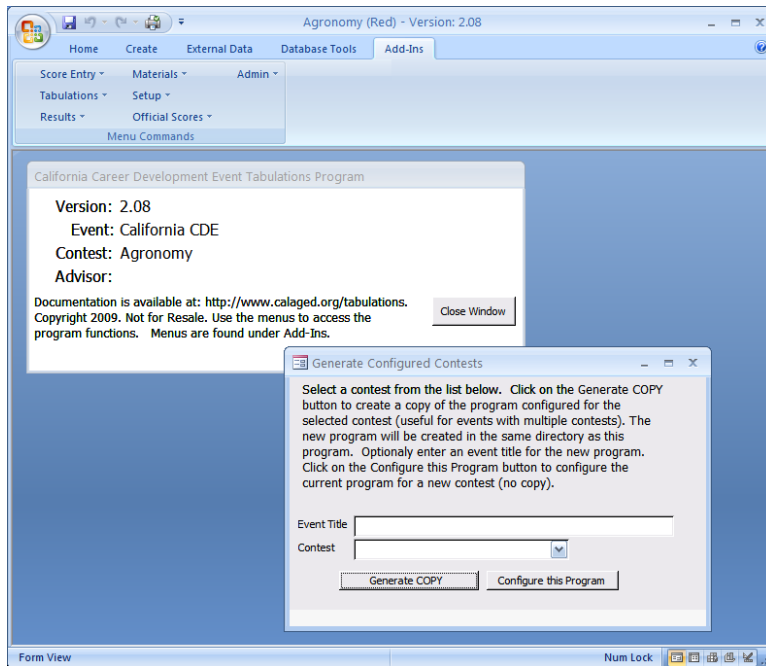 Agronomy (Red) - Version: 2.08
Home Create External Data Database Tools Add-Ins
Score Entry Materials Admin
Tabulations Setup
Results Official Scores
Menu Commands
California Career Development Event Tabulations Program
Version: 2.08
Event: California CDE
Contest: Agronomy
Advisor:
Documentation is available at: http://www.calaged.org/tabulations.
Copyright 2009. Not for Resale. Use the menus to access the
program functions. Menus are found under Add-Ins.
Close Window
Generate Configured Contests
Select a contest from the list below. Click on the Generate COPY
button to create a copy of the program configured for the
selected contest (useful for events with multiple contests). The
new program will be created in the same directory as this
program. Optionaly enter an event title for the new program.
Click on the Configure this Program button to configure the
current program for a new contest (no copy).
Event Title
Contest
Generate COPY Configure this Program
Form View Num Lock